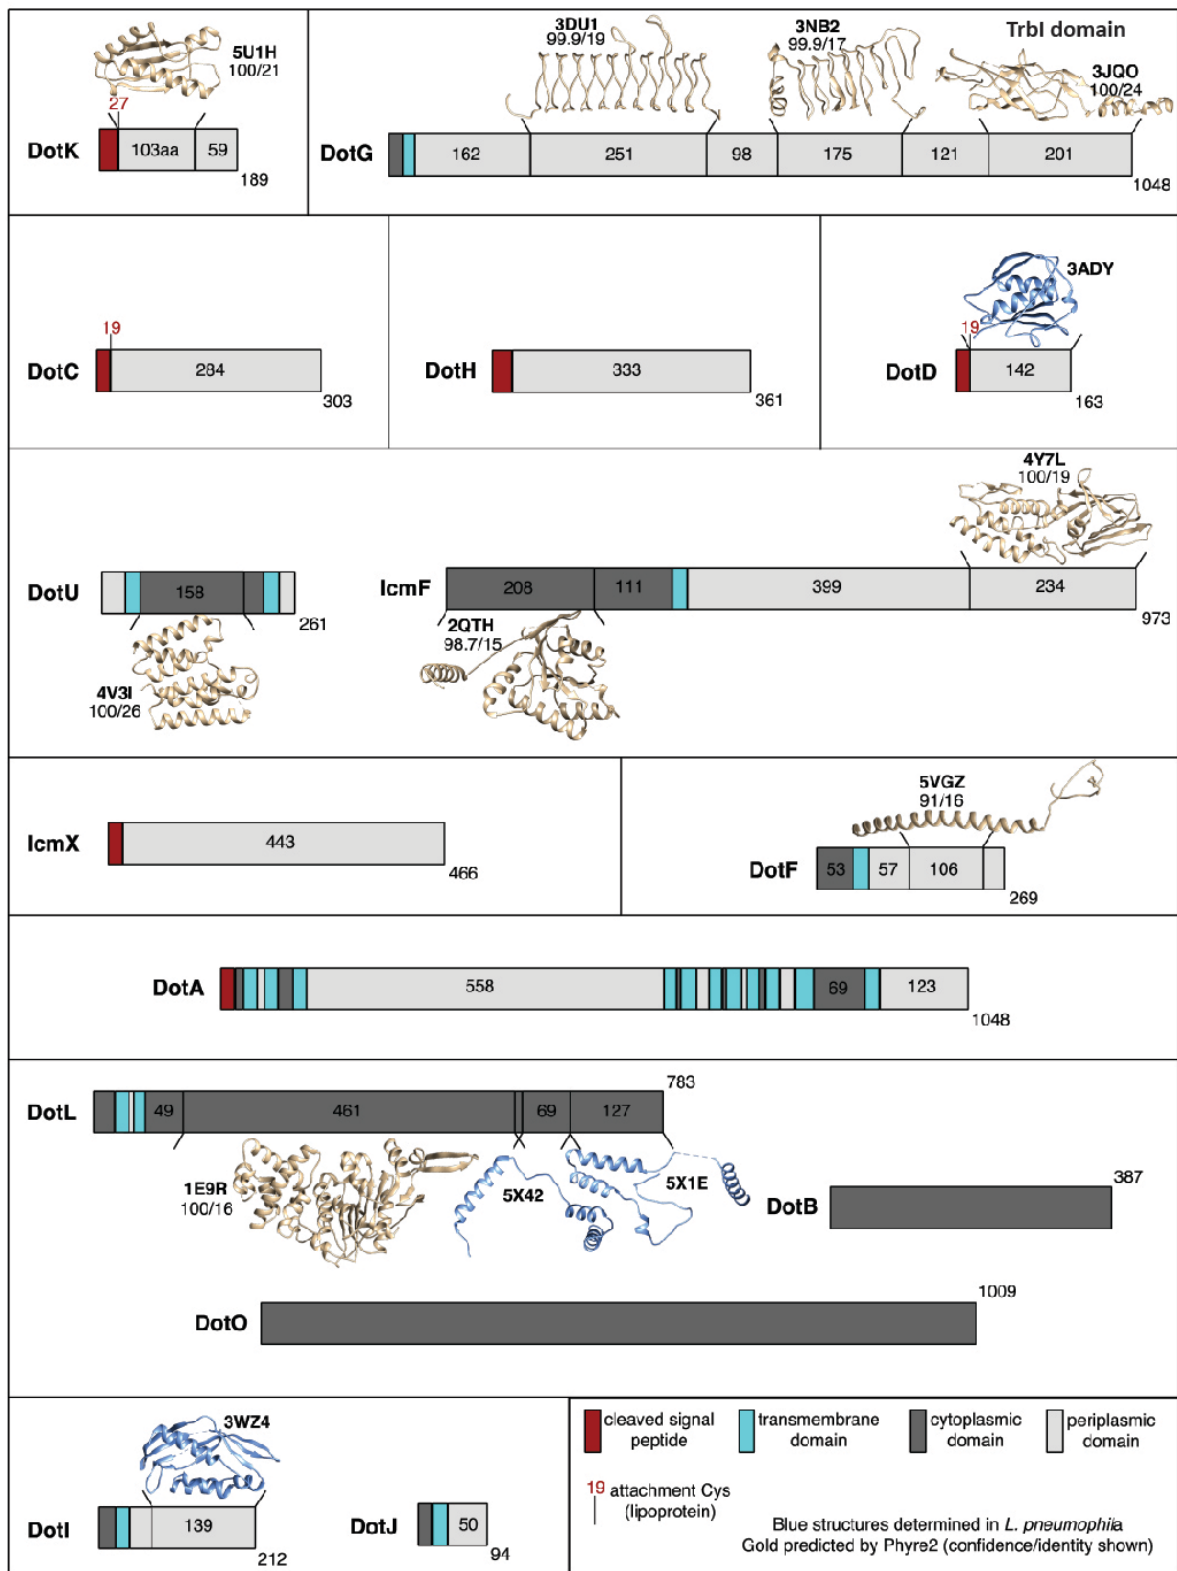 5U1H
100/21
27
DotK
103aa
59
189
3DU1
99.9/19
3NB2
99.9/17
TrbI domain
3JQO
100/24
DotG
162
251
98
175
121
201
1048
19
DotC
284
303
DotH
333
361
3ADY
19
DotD
142
163
DotU
158
261
4V3I
100/26
4Y7L
100/19
IcmF
208
111
399
234
973
2QTH
98.7/15
IcmX
443
466
5VGZ
91/16
DotF
53
57
106
269
DotA
558
69
123
1048
DotL
49
461
69
127
783
1E9R
100/16
5X42
5X1E
DotB
387
DotO
1009
3WZ4
DotI
139
212
DotJ
50
94
cleaved signal
peptide
transmembrane
domain
cytoplasmic
domain
periplasmic
domain
19 attachment Cys
(lipoprotein)
Blue structures determined in L. pneumophila
Gold predicted by Phyre2 (confidence/identity shown)